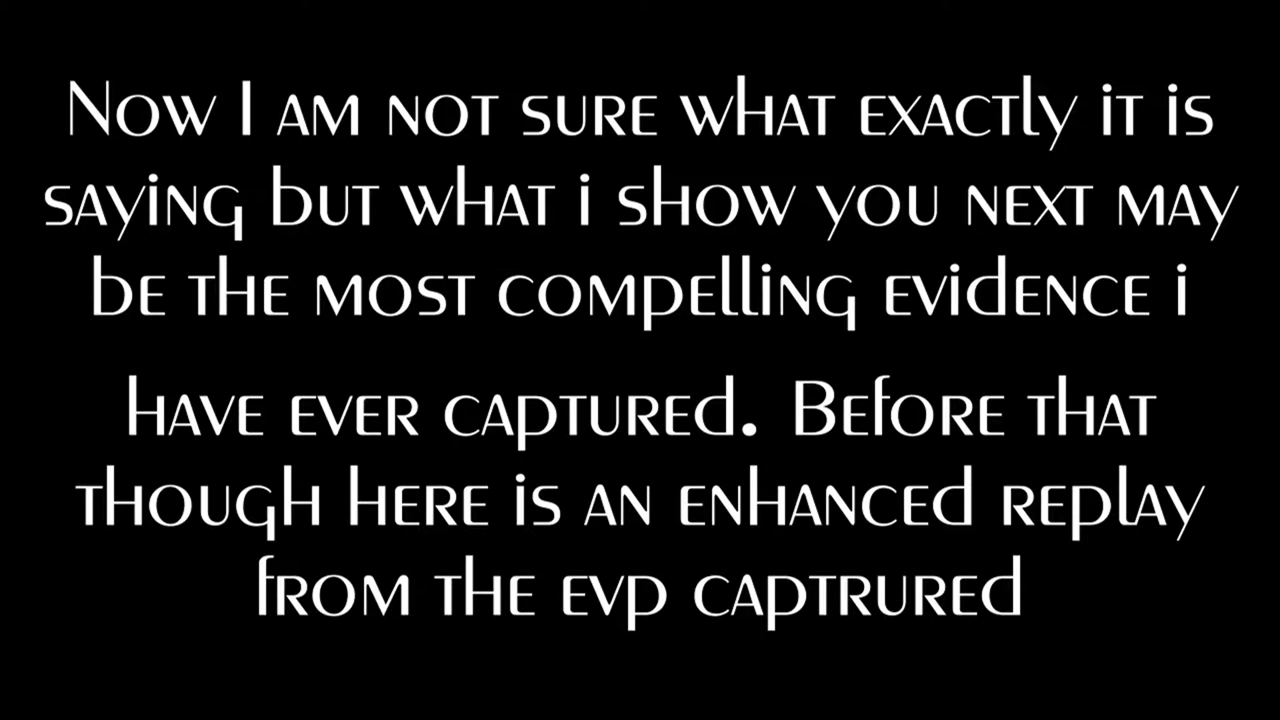 Now I am not sure what exactly it is
saying but what i show you next may
be the most compelling evidence i
have ever captured. Before that
though here is an enhanced replay
from the evp captrured